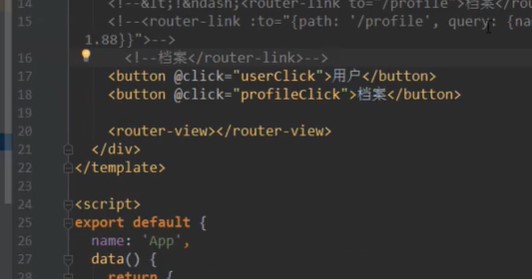 14 <!--&lt;!&ndash;<router-link to="/profile">档案</rou
15 <!--<router-link :to="{path: '/profile', query: {na
1.88}}">-->
16 <!--档案</router-link>-->
17 <button @click="userClick">用户</button>
18 <button @click="profileClick">档案</button>
19
20 <router-view></router-view>
21 </div>
22 </template>
23
24 <script>
25 export default {
26 name: 'App',
27 data() {
28 return {